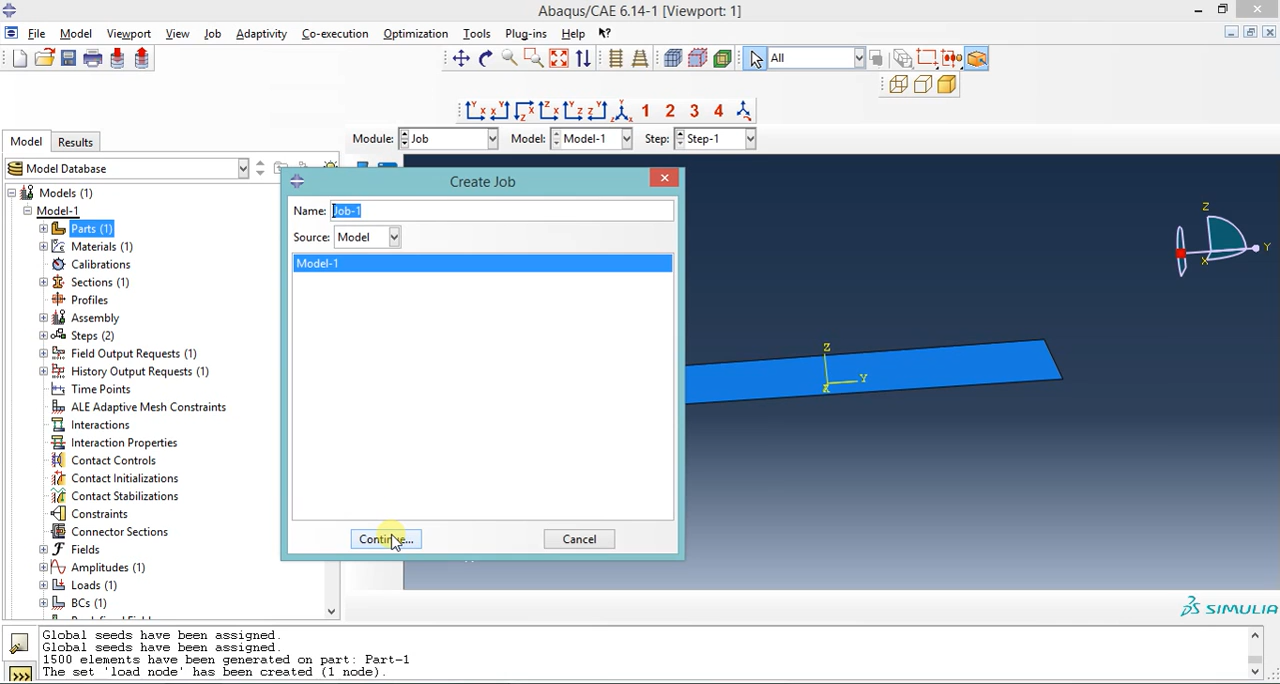 Abaqus/CAE 6.14-1 [Viewport: 1]
File Model Viewport View Job Adaptivity Co-execution Optimization Tools Plug-ins Help
All
1 2 3 4
Model Results
Module: Job Model: Model-1 Step: Step-1
Model Database
Models (1)
Model-1
Parts (1)
Materials (1)
Calibrations
Sections (1)
Profiles
Assembly
Steps (2)
Field Output Requests (1)
History Output Requests (1)
Time Points
ALE Adaptive Mesh Constraints
Interactions
Interaction Properties
Contact Controls
Contact Initializations
Contact Stabilizations
Constraints
Connector Sections
Fields
Amplitudes (1)
Loads (1)
BCs (1)
Create Job
Name: Job-1
Source: Model
Model-1
Continue... Cancel
Z
Y
X
Z
Y
X
SIMULIA
Global seeds have been assigned.
Global seeds have been assigned.
1500 elements have been generated on part: Part-1
The set 'load node' has been created (1 node).